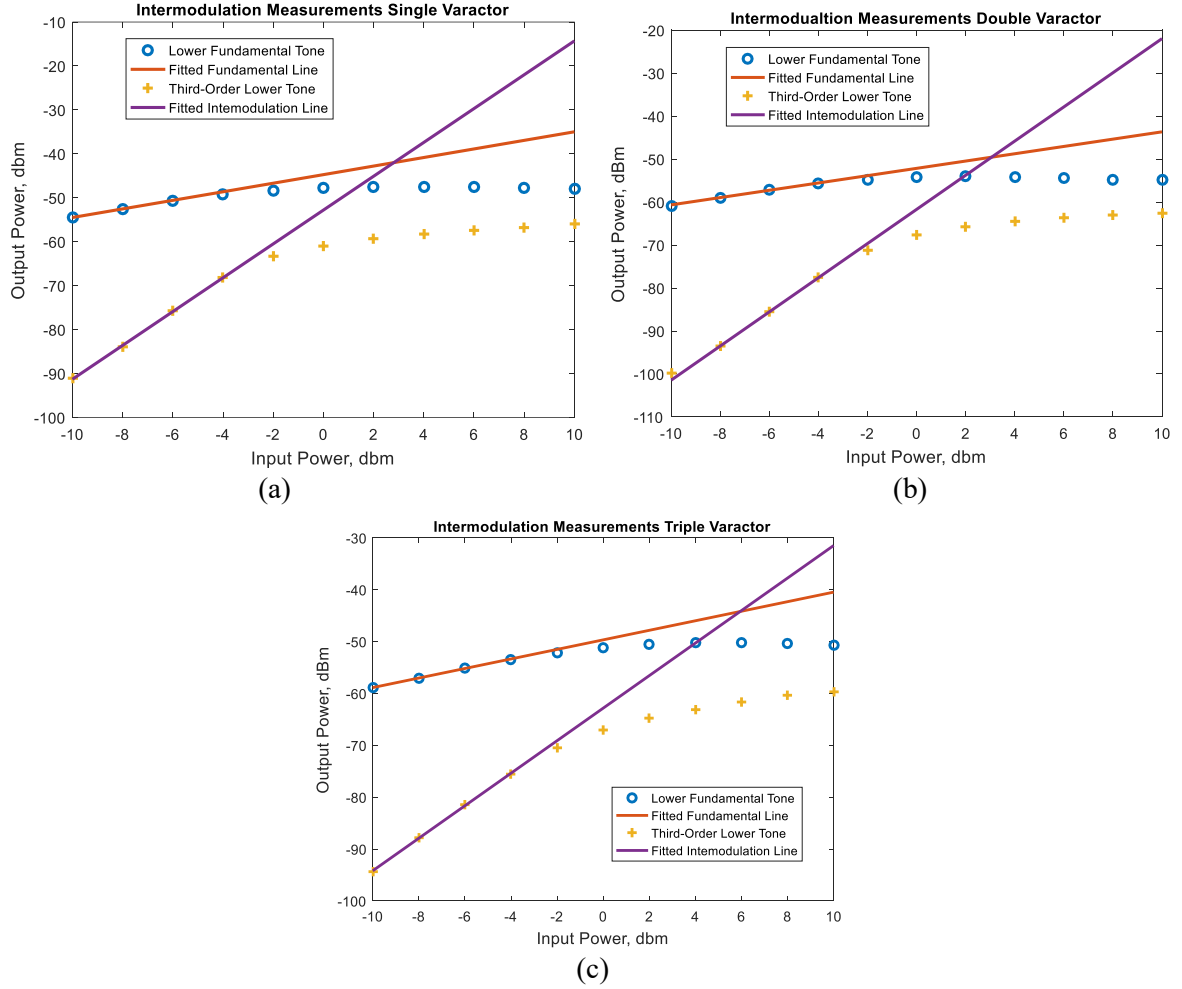 Intermodulation Measurements Single Varactor
Output Power, dbm
-10
-20
-30
-40
-50
-60
-70
-80
-90
-100
Lower Fundamental Tone
Fitted Fundamental Line
Third-Order Lower Tone
Fitted Intemodulation Line
-10 -8 -6 -4 -2 0 2 4 6 8 10
Input Power, dbm
(a)
Intermodualtion Measurements Double Varactor
Output Power, dBm
-20
-30
-40
-50
-60
-70
-80
-90
-100
-110
Lower Fundamental Tone
Fitted Fundamental Line
Third-Order Lower Tone
Fitted Intemodulation Line
-10 -8 -6 -4 -2 0 2 4 6 8 10
Input Power, dbm
(b)
Intermodulation Measurements Triple Varactor
Output Power, dBm
-30
-40
-50
-60
-70
-80
-90
-100
Lower Fundamental Tone
Fitted Fundamental Line
Third-Order Lower Tone
Fitted Intemodulation Line
-10 -8 -6 -4 -2 0 2 4 6 8 10
Input Power, dbm
(c)